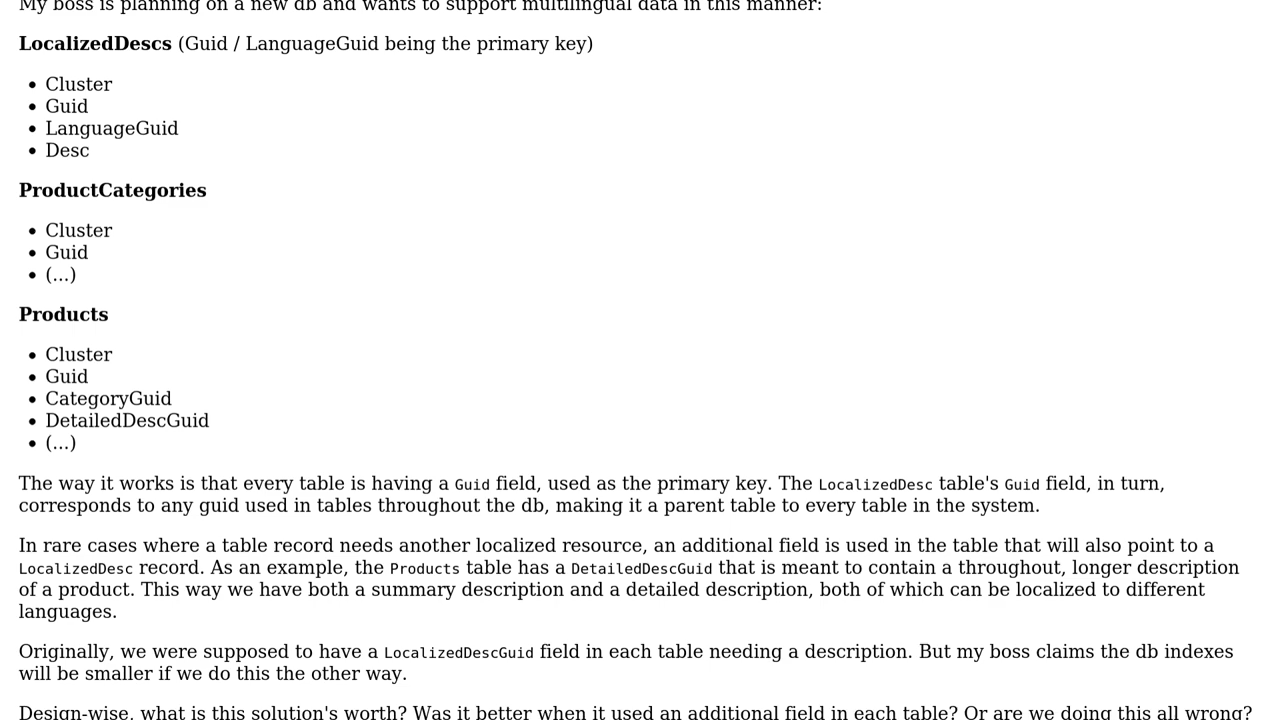 My boss is planning on a new db and wants to support multilingual data in this manner:
LocalizedDescs (Guid / LanguageGuid being the primary key)
• Cluster
• Guid
• LanguageGuid
• Desc
ProductCategories
• Cluster
• Guid
• (...)
Products
• Cluster
• Guid
• CategoryGuid
• DetailedDescGuid
• (...)
The way it works is that every table is having a Guid field, used as the primary key. The LocalizedDesc table's Guid field, in turn,
corresponds to any guid used in tables throughout the db, making it a parent table to every table in the system.
In rare cases where a table record needs another localized resource, an additional field is used in the table that will also point to a
LocalizedDesc record. As an example, the Products table has a DetailedDescGuid that is meant to contain a throughout, longer description
of a product. This way we have both a summary description and a detailed description, both of which can be localized to different
languages.
Originally, we were supposed to have a LocalizedDescGuid field in each table needing a description. But my boss claims the db indexes
will be smaller if we do this the other way.
Design-wise, what is this solution's worth? Was it better when it used an additional field in each table? Or are we doing this all wrong?